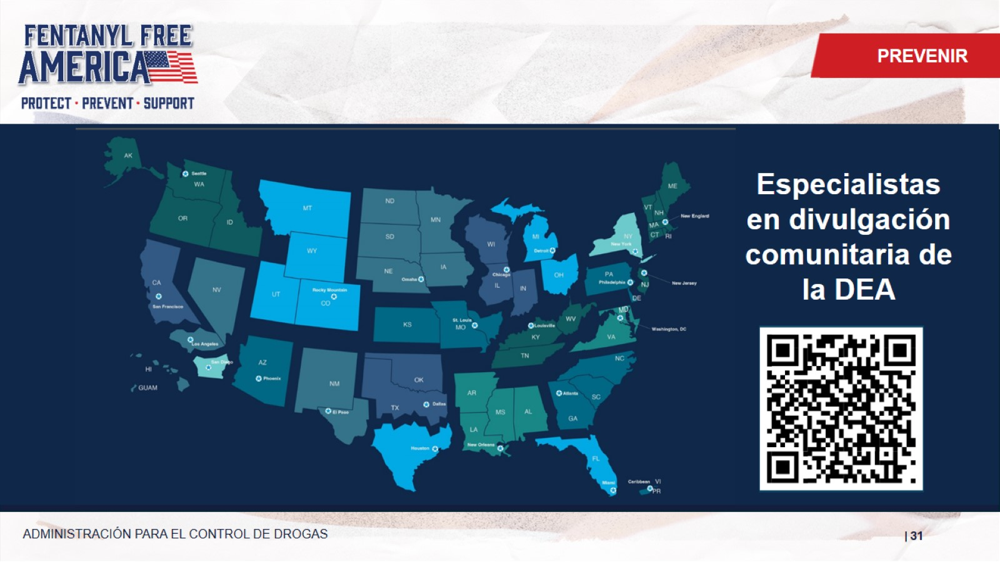 FENTANYL FREE
AMERICA
PROTECT · PREVENT · SUPPORT
PREVENIR
AK
Seattle
WA
OR
ID
MT
WY
UT
Rocky Mountain
CO
CA
San Francisco
NV
Los Angeles
San Diego
HI
GUAM
AZ
Phoenix
NM
El Paso
ND
SD
NE
Omaha
MN
IA
KS
St. Louis
MO
OK
TX
Dallas
Houston
WI
Chicago
IL
IN
MI
Detroit
OH
Louisville
KY
TN
WV
AR
LA
MS
AL
New Orleans
Atlanta
GA
SC
NC
FL
Miami
Caribbean
VI
PR
VA
MD
Washington, DC
DE
PA
Philadelphia
NJ
New Jersey
NY
New York
ME
VT
NH
MA
CT
RI
New England
Especialistas
en divulgación
comunitaria de
la DEA
ADMINISTRACIÓN PARA EL CONTROL DE DROGAS
| 31